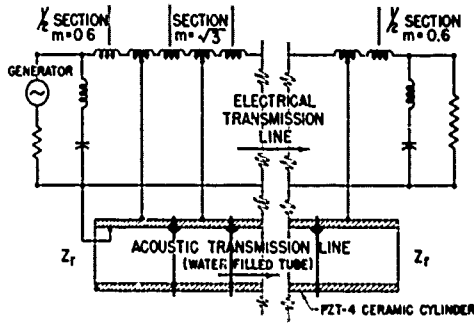 ½ SECTION
m=0.6
SECTION
m=√3
½ SECTION
m=0.6
GENERATOR
ELECTRICAL
TRANSMISSION
LINE
Zr
ACOUSTIC TRANSMISSION LINE
(WATER FILLED TUBE)
Zr
PZT-4 CERAMIC CYLINDER